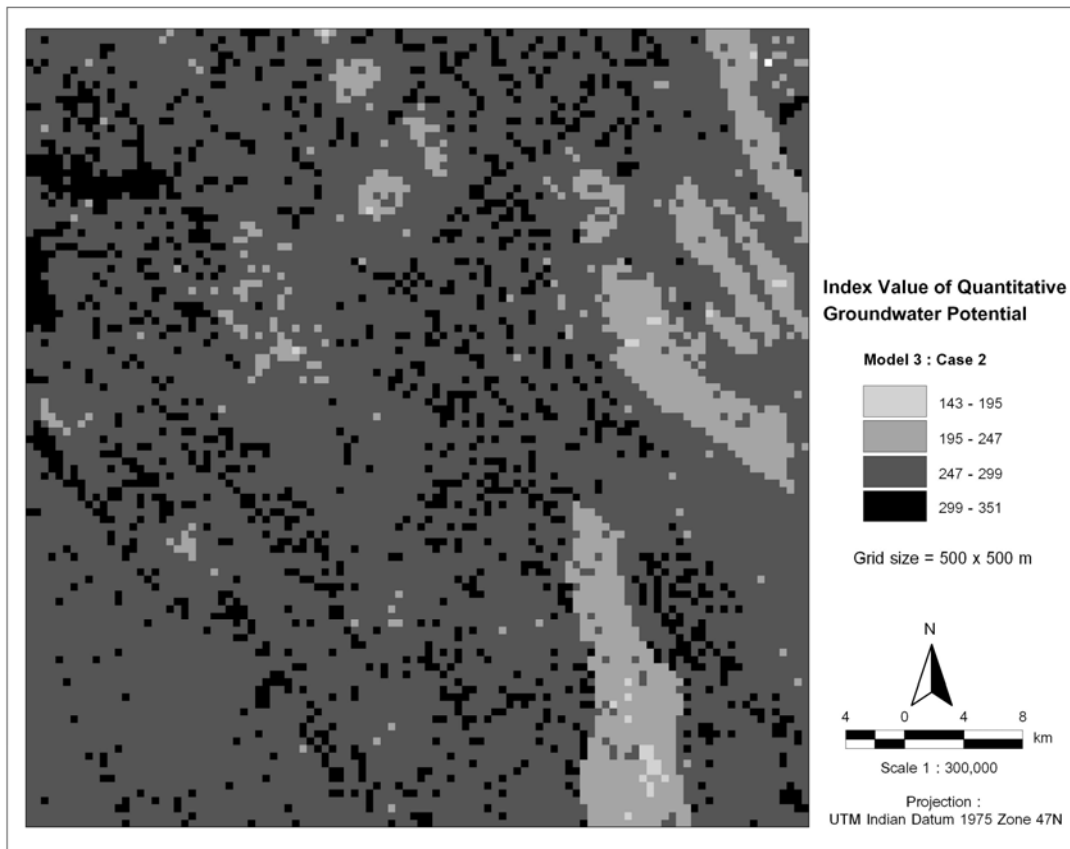 Index Value of Quantitative
Groundwater Potential
Model 3 : Case 2
143 - 195
195 - 247
247 - 299
299 - 351
Grid size = 500 x 500 m
N
4 0 4 8
km
Scale 1 : 300,000
Projection :
UTM Indian Datum 1975 Zone 47N